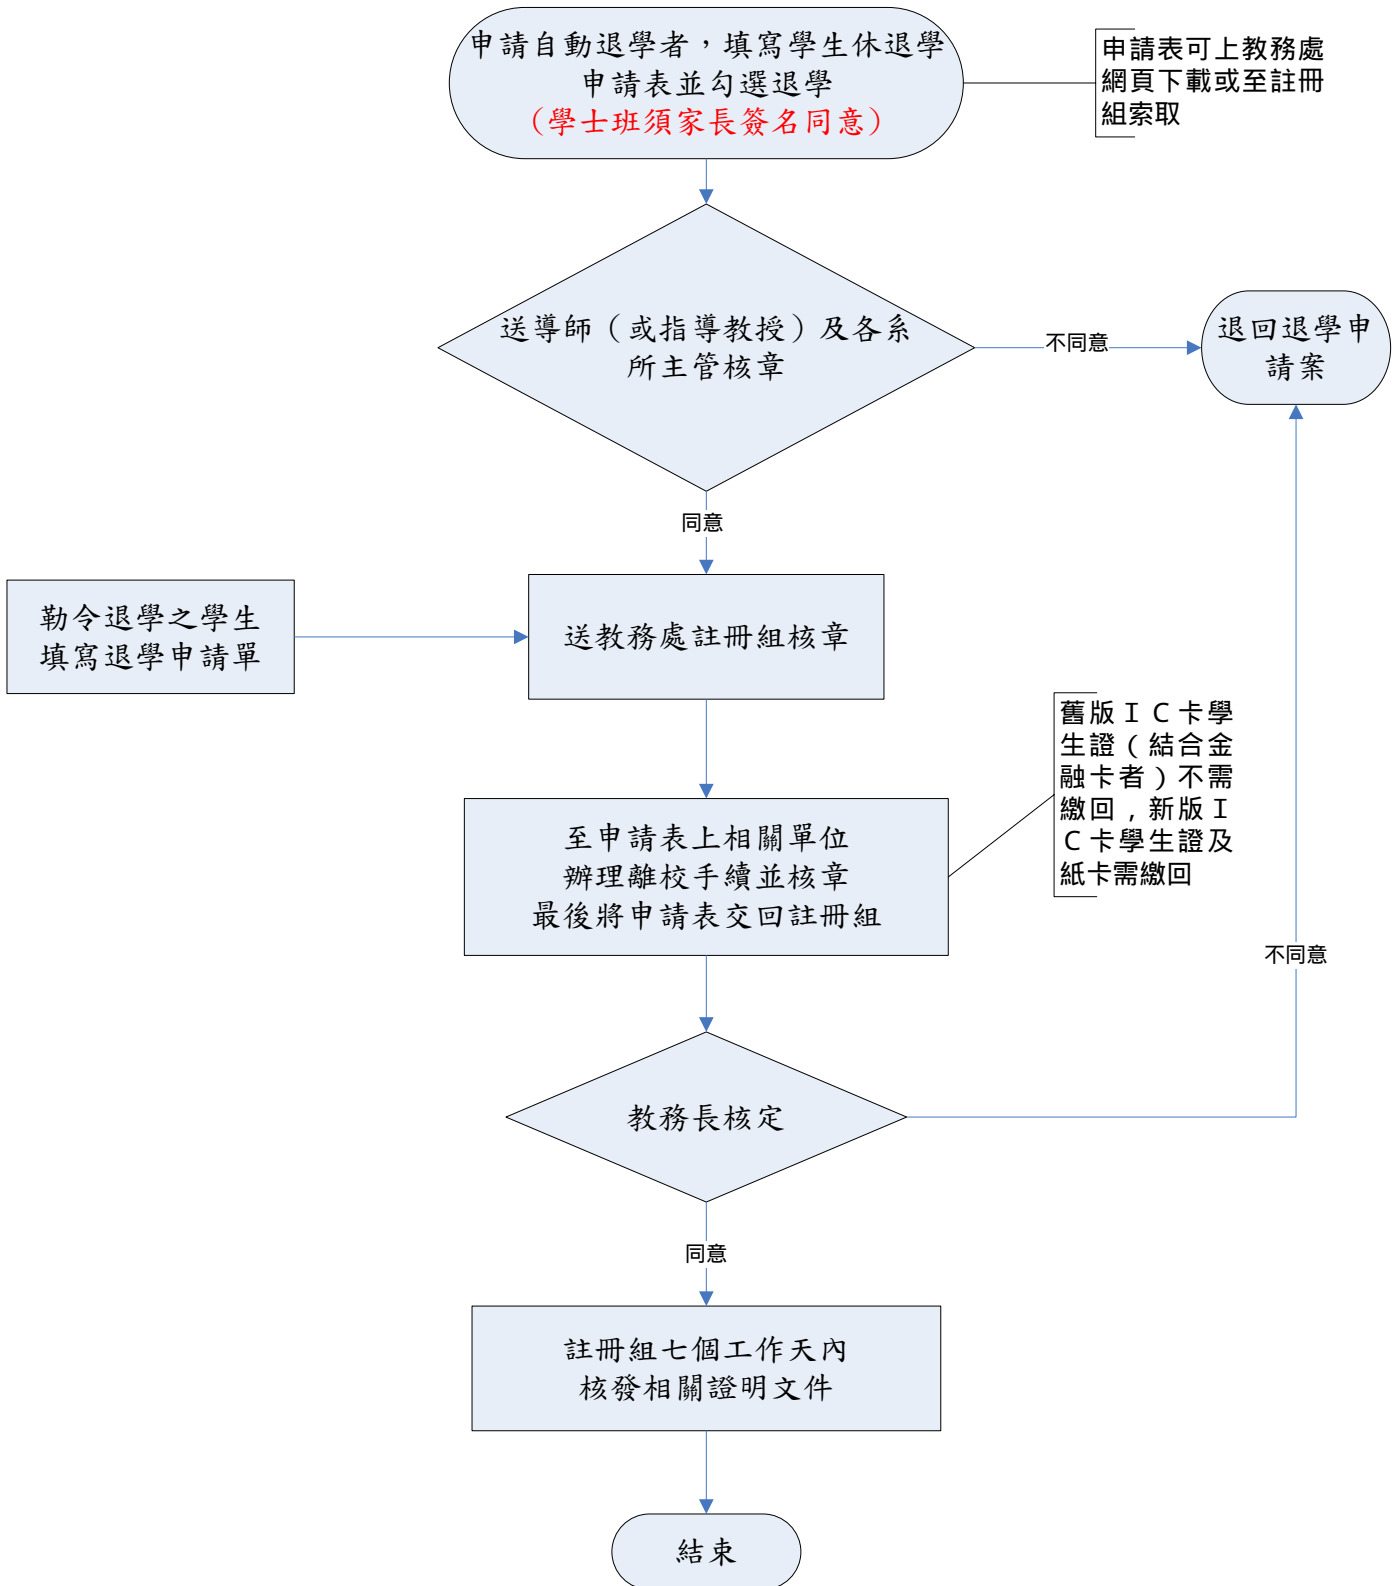 申請自動退學者，填寫學生休退學
申請表並勾選退學
（學士班須家長簽名同意）
申請表可上教務處
網頁下載或至註冊
組索取
送導師（或指導教授）及各系
所主管核章
不同意
退回退學申
請案
同意
勒令退學之學生
填寫退學申請單
送教務處註冊組核章
舊版ＩＣ卡學
生證（結合金
融卡者）不需
繳回，新版Ｉ
Ｃ卡學生證及
紙卡需繳回
至申請表上相關單位
辦理離校手續並核章
最後將申請表交回註冊組
不同意
教務長核定
同意
註冊組七個工作天內
核發相關證明文件
結束